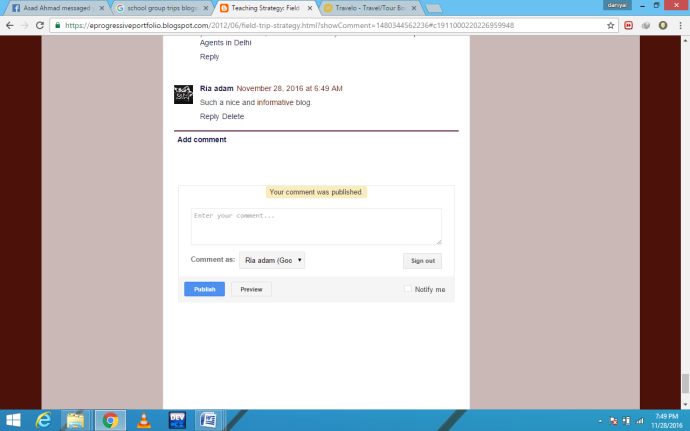 daniyal
Asad Ahmad messaged
school group trips blogs
Teaching Strategy: Field
Travelo - Travel/Tour Boo
https://eprogressiveportfolio.blogspot.com/2012/06/field-trip-strategy.html?showComment=1480344562236#c1911000220226959948
Agents in Delhi
Reply
Ria adam November 28, 2016 at 6:49 AM
Such a nice and informative blog.
Reply Delete
Add comment
Your comment was published.
Enter your comment...
Comment as: Ria adam (Goo
Sign out
Publish
Preview
Notify me
DEV
7:49 PM
11/28/2016